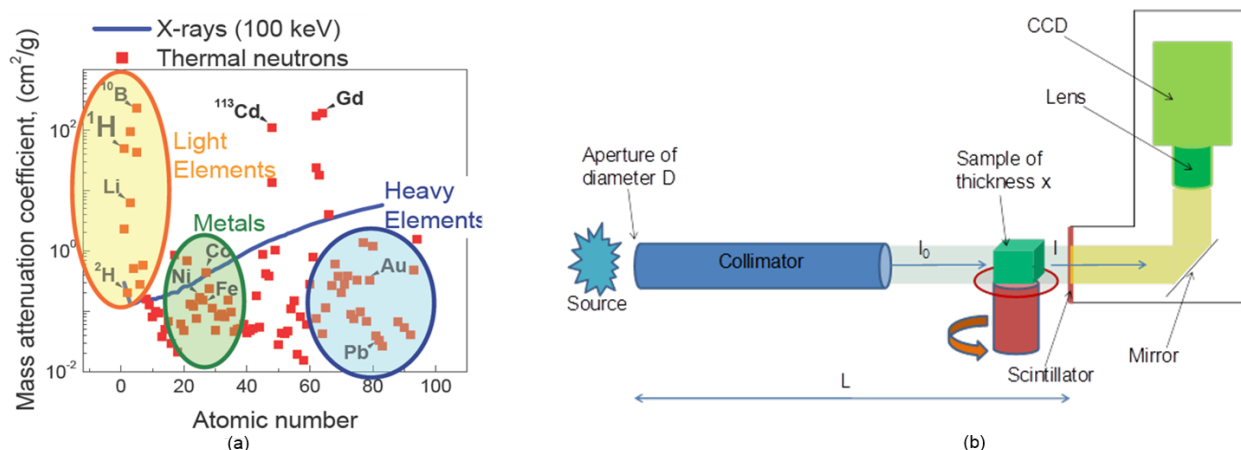 X-rays (100 keV)
Thermal neutrons
Mass attenuation coefficient, (cm²/g)
10²
10⁰
10⁻²
¹⁰B
¹H
Li
²H
Light
Elements
¹¹³Cd
Gd
Metals
Co
Ni
Fe
Heavy
Elements
Au
Pb
0
20
40
60
80
100
Atomic number
(a)
CCD
Lens
Aperture of
diameter D
Sample of
thickness x
Collimator
I₀
I
Source
Mirror
Scintillator
L
(b)